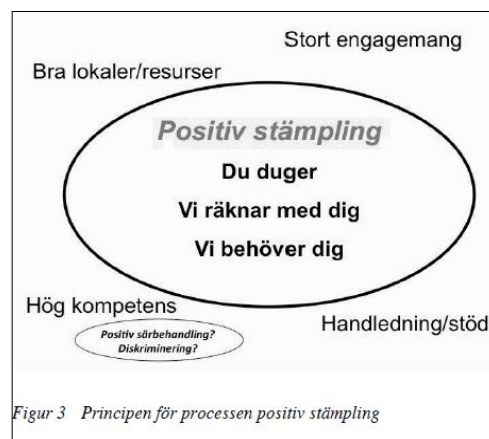 Stort engagemang
Bra lokaler/resurser
Positiv stämpling
Du duger
Vi räknar med dig
Vi behöver dig
Hög kompetens
Handledning/stöd
Positiv särbehandling?
Diskriminering?
Figur 3 Principen för processen positiv stämpling